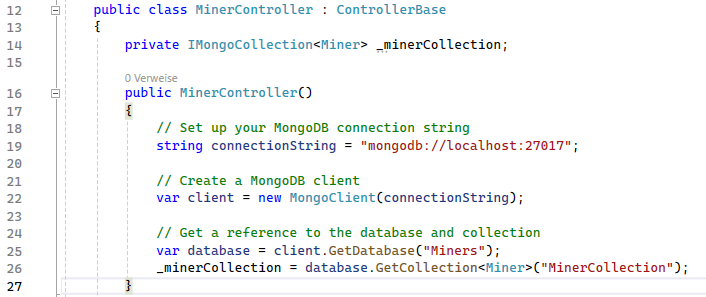 12 public class MinerController : ControllerBase
13 {
14 private IMongoCollection<Miner> _minerCollection;
15
0 Verweise
16 public MinerController()
17 {
18 // Set up your MongoDB connection string
19 string connectionString = "mongodb://localhost:27017";
20
21 // Create a MongoDB client
22 var client = new MongoClient(connectionString);
23
24 // Get a reference to the database and collection
25 var database = client.GetDatabase("Miners");
26 _minerCollection = database.GetCollection<Miner>("MinerCollection");
27 }